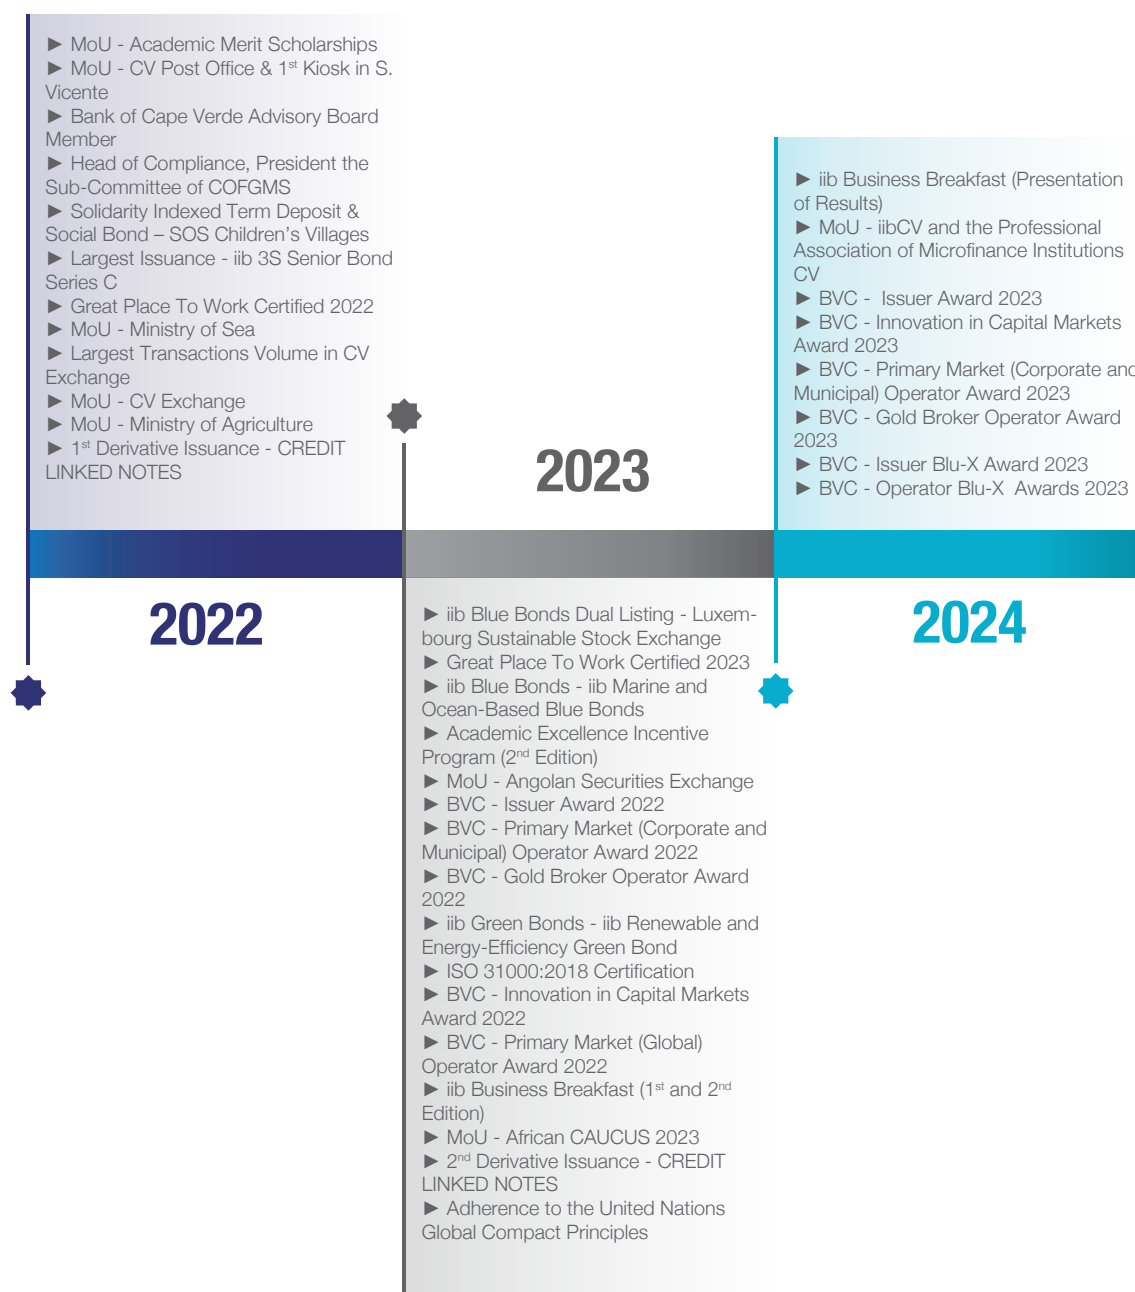 ► MoU - Academic Merit Scholarships
► MoU - CV Post Office & 1st Kiosk in S.
Vicente
► Bank of Cape Verde Advisory Board
Member
► Head of Compliance, President the
Sub-Committee of COFGMS
► Solidarity Indexed Term Deposit &
Social Bond – SOS Children's Villages
► Largest Issuance - iib 3S Senior Bond
Series C
► Great Place To Work Certified 2022
► MoU - Ministry of Sea
► Largest Transactions Volume in CV
Exchange
► MoU - CV Exchange
► MoU - Ministry of Agriculture
► 1st Derivative Issuance - CREDIT
LINKED NOTES
2022
2023
► iib Blue Bonds Dual Listing - Luxem-
bourg Sustainable Stock Exchange
► Great Place To Work Certified 2023
► iib Blue Bonds - iib Marine and
Ocean-Based Blue Bonds
► Academic Excellence Incentive
Program (2nd Edition)
► MoU - Angolan Securities Exchange
► BVC - Issuer Award 2022
► BVC - Primary Market (Corporate and
Municipal) Operator Award 2022
► BVC - Gold Broker Operator Award
2022
► iib Green Bonds - iib Renewable and
Energy-Efficiency Green Bond
► ISO 31000:2018 Certification
► BVC - Innovation in Capital Markets
Award 2022
► BVC - Primary Market (Global)
Operator Award 2022
► iib Business Breakfast (1st and 2nd
Edition)
► MoU - African CAUCUS 2023
► 2nd Derivative Issuance - CREDIT
LINKED NOTES
► Adherence to the United Nations
Global Compact Principles
► iib Business Breakfast (Presentation
of Results)
► MoU - iibCV and the Professional
Association of Microfinance Institutions
CV
► BVC -  Issuer Award 2023
► BVC - Innovation in Capital Markets
Award 2023
► BVC - Primary Market (Corporate and
Municipal) Operator Award 2023
► BVC - Gold Broker Operator Award
2023
► BVC - Issuer Blu-X Award 2023
► BVC - Operator Blu-X  Awards 2023
2024